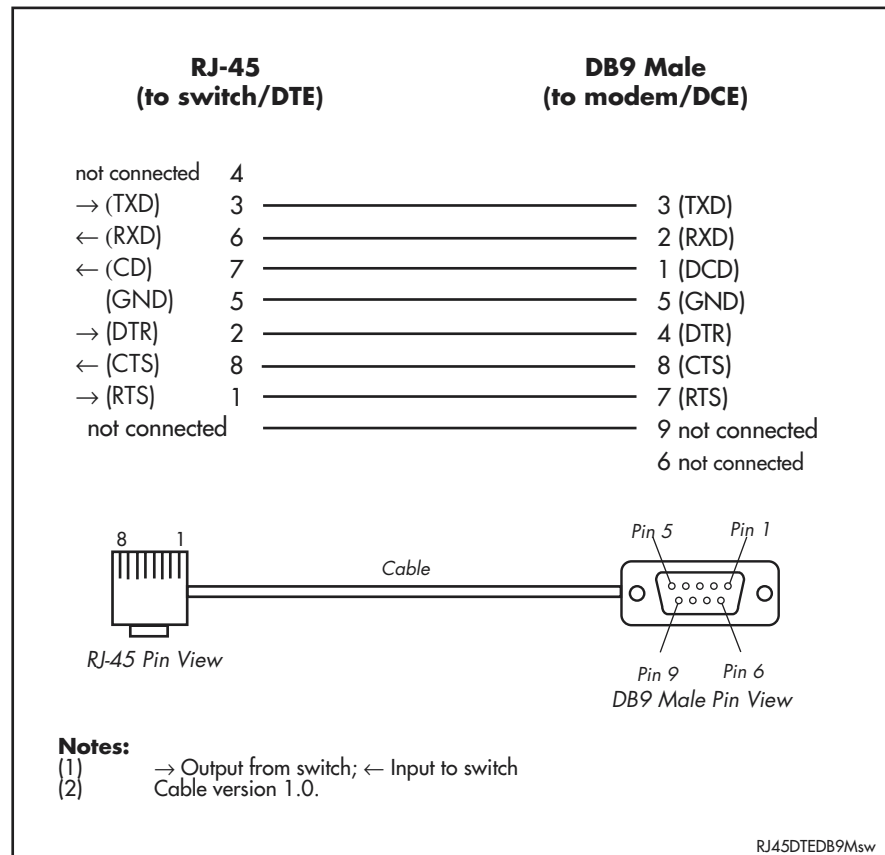 RJ-45 DB9 Male
(to switch/DTE) (to modem/DCE)
not connected 4
→ (TXD) 3 3 (TXD)
← (RXD) 6 2 (RXD)
← (CD) 7 1 (DCD)
(GND) 5 5 (GND)
→ (DTR) 2 4 (DTR)
← (CTS) 8 8 (CTS)
→ (RTS) 1 7 (RTS)
not connected 9 not connected
6 not connected
8 1 Cable Pin 5 Pin 1
RJ-45 Pin View
Pin 9 Pin 6
DB9 Male Pin View
Notes:
(1) → Output from switch; ← Input to switch
(2) Cable version 1.0.
RJ45DTEDB9Msw